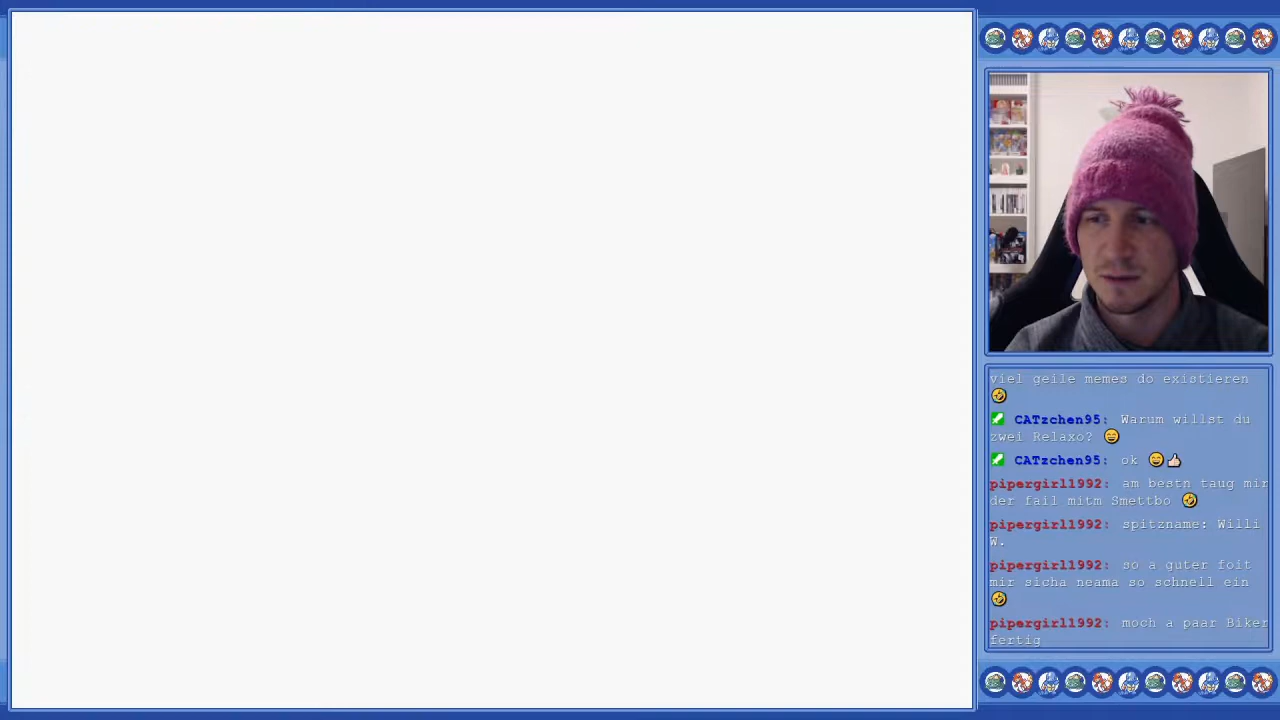 viel geile memes do existieren
CATzchen95: Warum willst du
zwei Relaxo?
CATzchen95: ok
pipergirl1992: am bestn taug mir
der fail mitm Smettbo
pipergirl1992: spitzname: Willi
W.
pipergirl1992: so a guter foit
mir sicha neama so schnell ein
pipergirl1992: moch a paar Biker
fertig